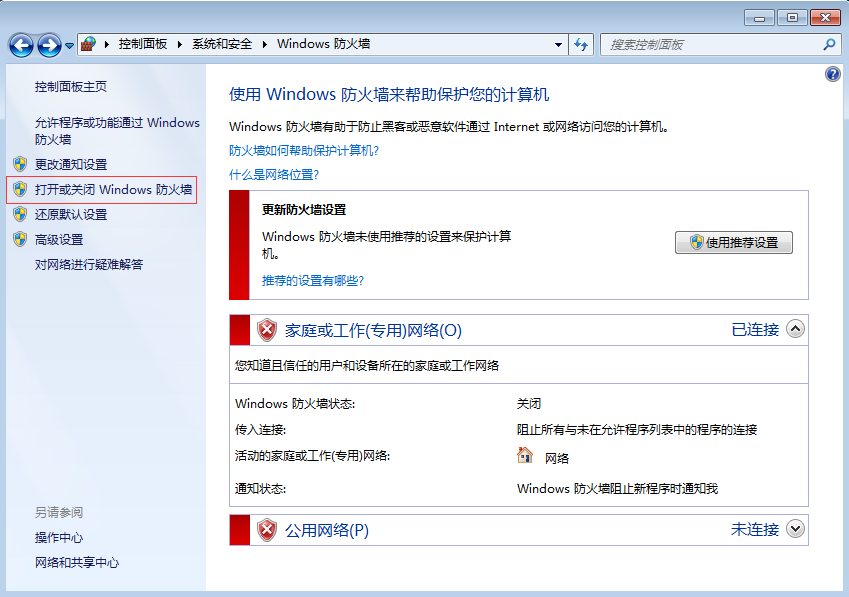 控制面板 ▸ 系统和安全 ▸ Windows 防火墙
搜索控制面板
控制面板主页
允许程序或功能通过 Windows
防火墙
更改通知设置
打开或关闭 Windows 防火墙
还原默认设置
高级设置
对网络进行疑难解答
另请参阅
操作中心
网络和共享中心
使用 Windows 防火墙来帮助保护您的计算机
Windows 防火墙有助于防止黑客或恶意软件通过 Internet 或网络访问您的计算机。
防火墙如何帮助保护计算机?
什么是网络位置?
更新防火墙设置
Windows 防火墙未使用推荐的设置来保护计算
机。
使用推荐设置
推荐的设置有哪些?
家庭或工作(专用)网络(O) 已连接
您知道且信任的用户和设备所在的家庭或工作网络
Windows 防火墙状态: 关闭
传入连接: 阻止所有与未在允许程序列表中的程序的连接
活动的家庭或工作(专用)网络: 网络
通知状态: Windows 防火墙阻止新程序时通知我
公用网络(P) 未连接